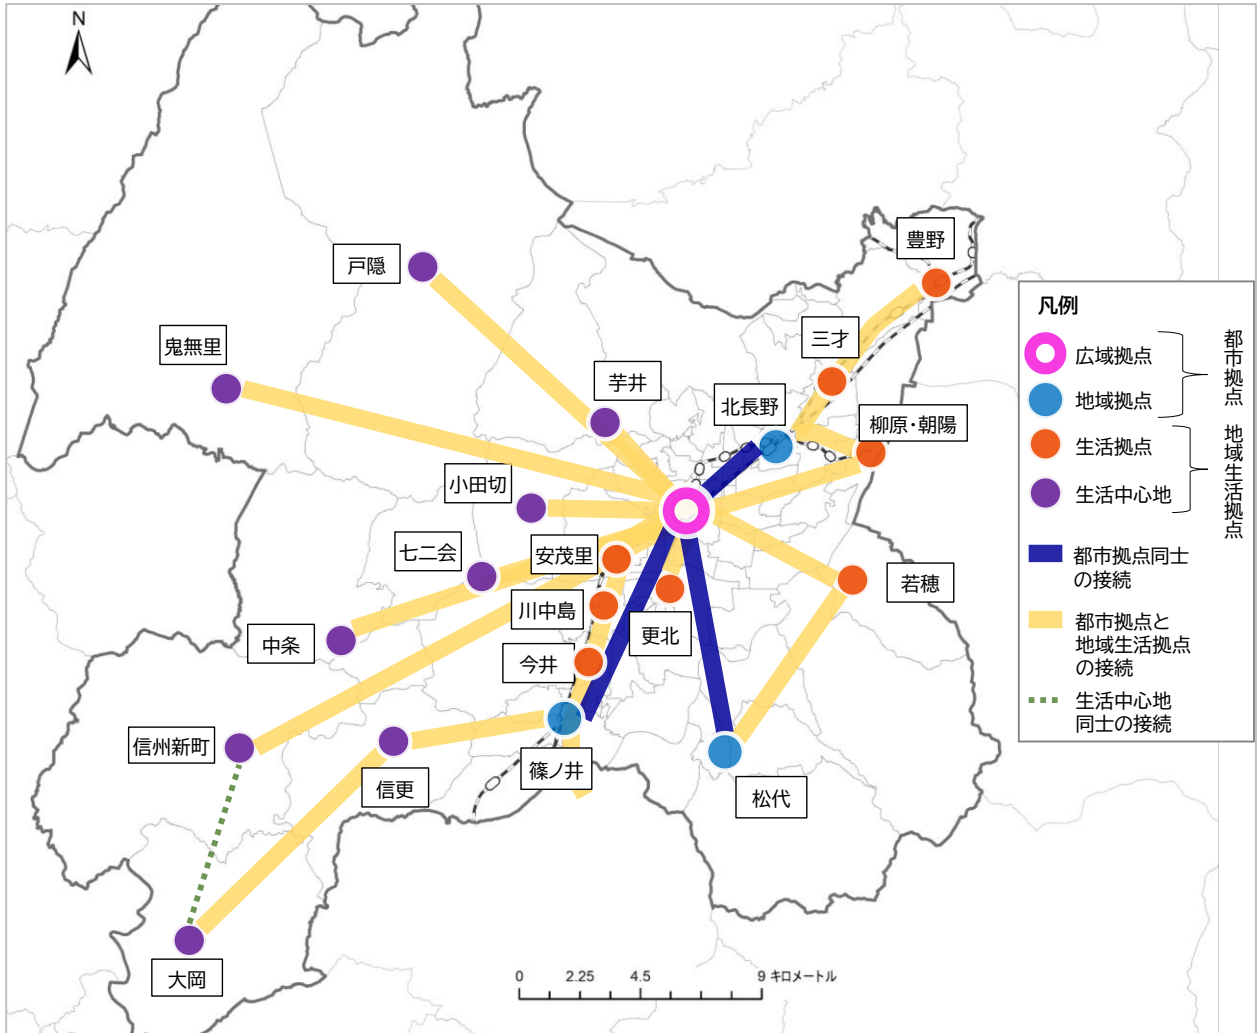 N
豊野
戸隠
三才
鬼無里
芋井
北長野
柳原・朝陽
小田切
安茂里
七二会
若穂
川中島
更北
中条
今井
信州新町
篠ノ井
信更
松代
大岡
0 2.25 4.5 9 キロメートル
凡例
広域拠点
地域拠点
都市拠点
生活拠点
生活中心地
地域生活拠点
都市拠点同士
の接続
都市拠点と
地域生活拠点
の接続
生活中心地
同士の接続